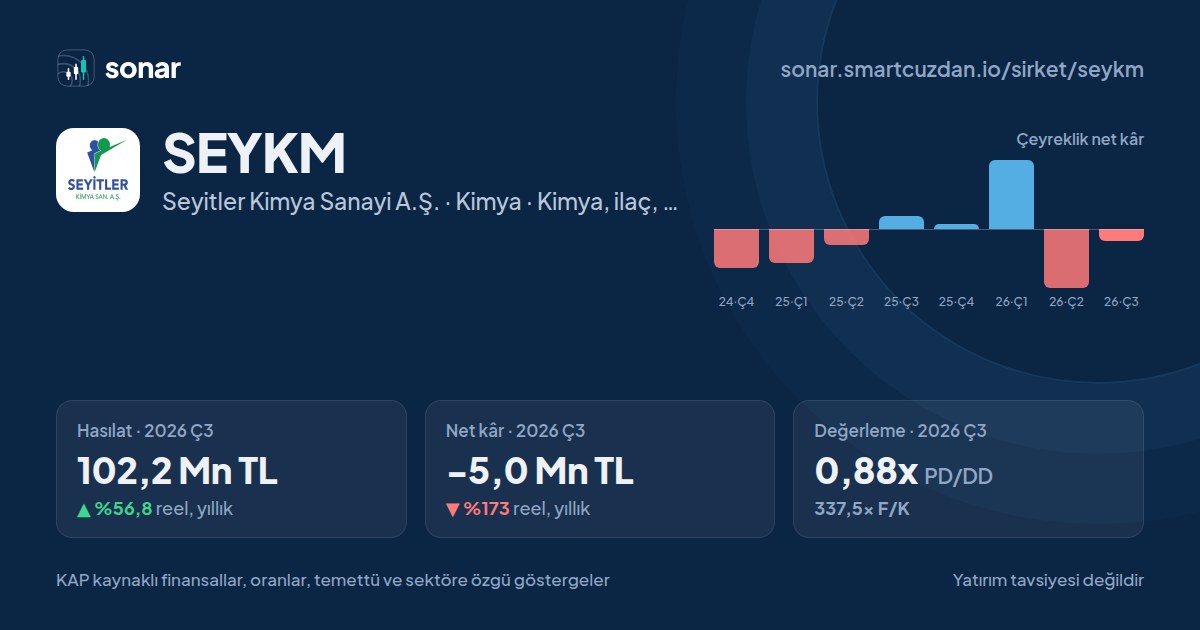 sonar
sonar.smartcuzdan.io/sirket/seykm
SEYİTLER
KİMYA SAN. A.Ş.
SEYKM
Seyitler Kimya Sanayi A.Ş. · Kimya · Kimya, ilaç, ...
Çeyreklik net kâr
24·Ç4 25·Ç1 25·Ç2 25·Ç3 25·Ç4 26·Ç1 26·Ç2 26·Ç3
Hasılat · 2026 Ç3
102,2 Mn TL
▲ %56,8 reel, yıllık
Net kâr · 2026 Ç3
−5,0 Mn TL
▼ %173 reel, yıllık
Değerleme · 2026 Ç3
0,88x PD/DD
337,5× F/K
KAP kaynaklı finansallar, oranlar, temettü ve sektöre özgü göstergeler
Yatırım tavsiyesi değildir